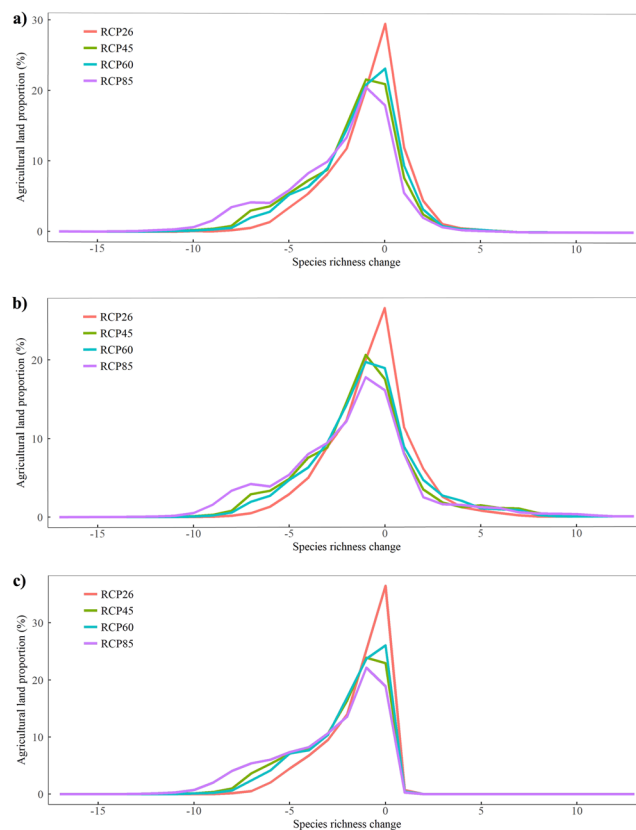 a)
Agricultural land proportion (%)
30
20
10
0
RCP26
RCP45
RCP60
RCP85
-15
-10
-5
0
5
10
Species richness change
b)
Agricultural land proportion (%)
20
10
0
RCP26
RCP45
RCP60
RCP85
-15
-10
-5
0
5
10
Species richness change
c)
Agricultural land proportion (%)
30
20
10
0
RCP26
RCP45
RCP60
RCP85
-15
-10
-5
0
5
10
Species richness change